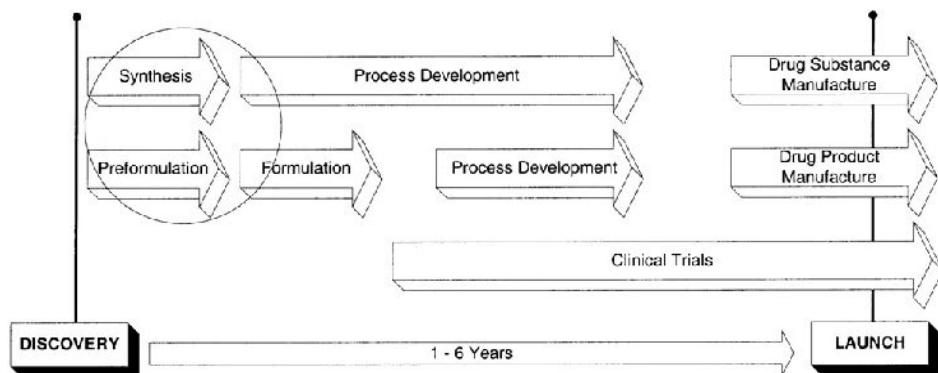 Synthesis
Process Development
Drug Substance
Manufacture
Preformulation
Formulation
Process Development
Drug Product
Manufacture
Clinical Trials
DISCOVERY
1 - 6 Years
LAUNCH